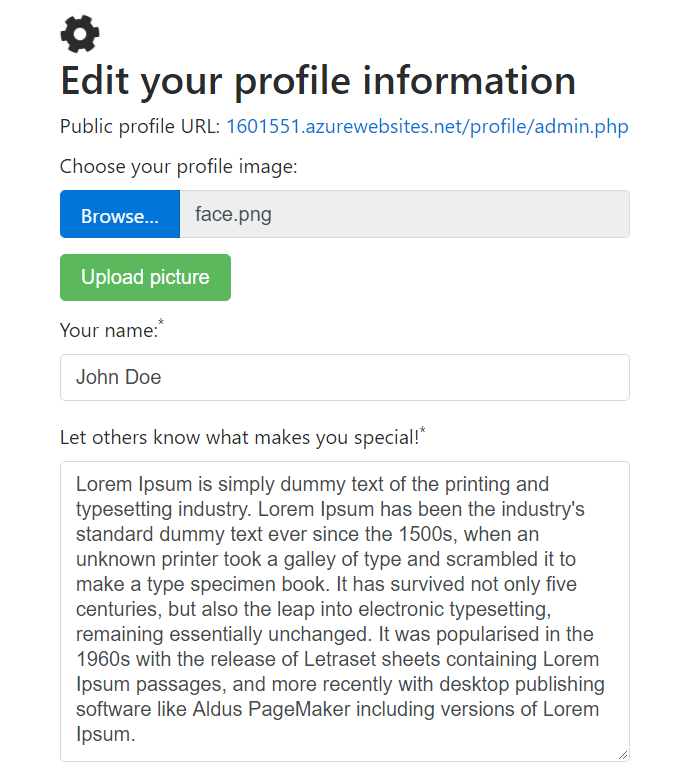 Edit your profile information
Public profile URL: 1601551.azurewebsites.net/profile/admin.php
Choose your profile image:
Browse... face.png
Upload picture
Your name:*
John Doe
Let others know what makes you special!*
Lorem Ipsum is simply dummy text of the printing and
typesetting industry. Lorem Ipsum has been the industry's
standard dummy text ever since the 1500s, when an
unknown printer took a galley of type and scrambled it to
make a type specimen book. It has survived not only five
centuries, but also the leap into electronic typesetting,
remaining essentially unchanged. It was popularised in the
1960s with the release of Letraset sheets containing Lorem
Ipsum passages, and more recently with desktop publishing
software like Aldus PageMaker including versions of Lorem
Ipsum.